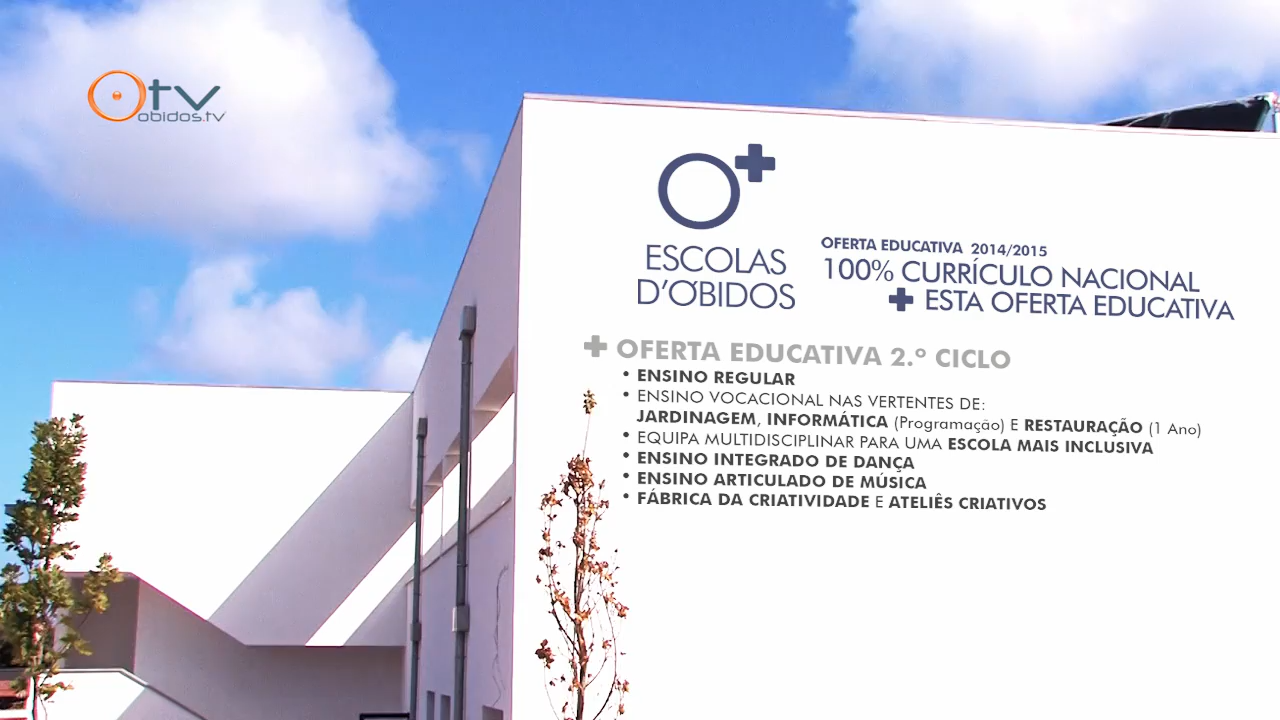 tv
obidos.tv
ESCOLAS
D'ÓBIDOS
OFERTA EDUCATIVA 2014/2015
100% CURRÍCULO NACIONAL
+ ESTA OFERTA EDUCATIVA
+ OFERTA EDUCATIVA 2.º CICLO
• ENSINO REGULAR
• ENSINO VOCACIONAL NAS VERTENTES DE:
JARDINAGEM, INFORMÁTICA (Programação) E RESTAURAÇÃO (1 Ano)
• EQUIPA MULTIDISCIPLINAR PARA UMA ESCOLA MAIS INCLUSIVA
• ENSINO INTEGRADO DE DANÇA
• ENSINO ARTICULADO DE MÚSICA
• FÁBRICA DA CRIATIVIDADE E ATELIÊS CRIATIVOS